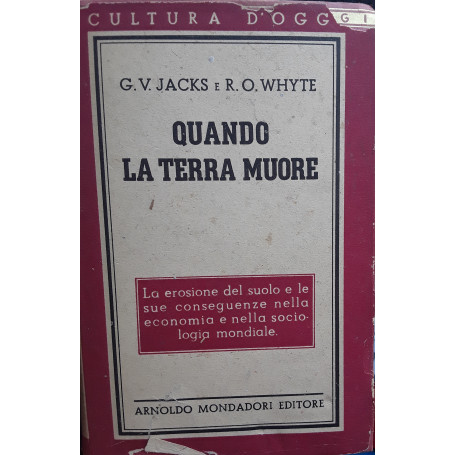 CULTURA D'OGGGI
G. V. JACKS E R. O. WHYTE
QUANDO
LA TERRA MUORE
La erosione del suolo e le
sue conseguenze nella
economia e nella socio-
logia mondiale.
ARNOLDO MONDADORI EDITORE